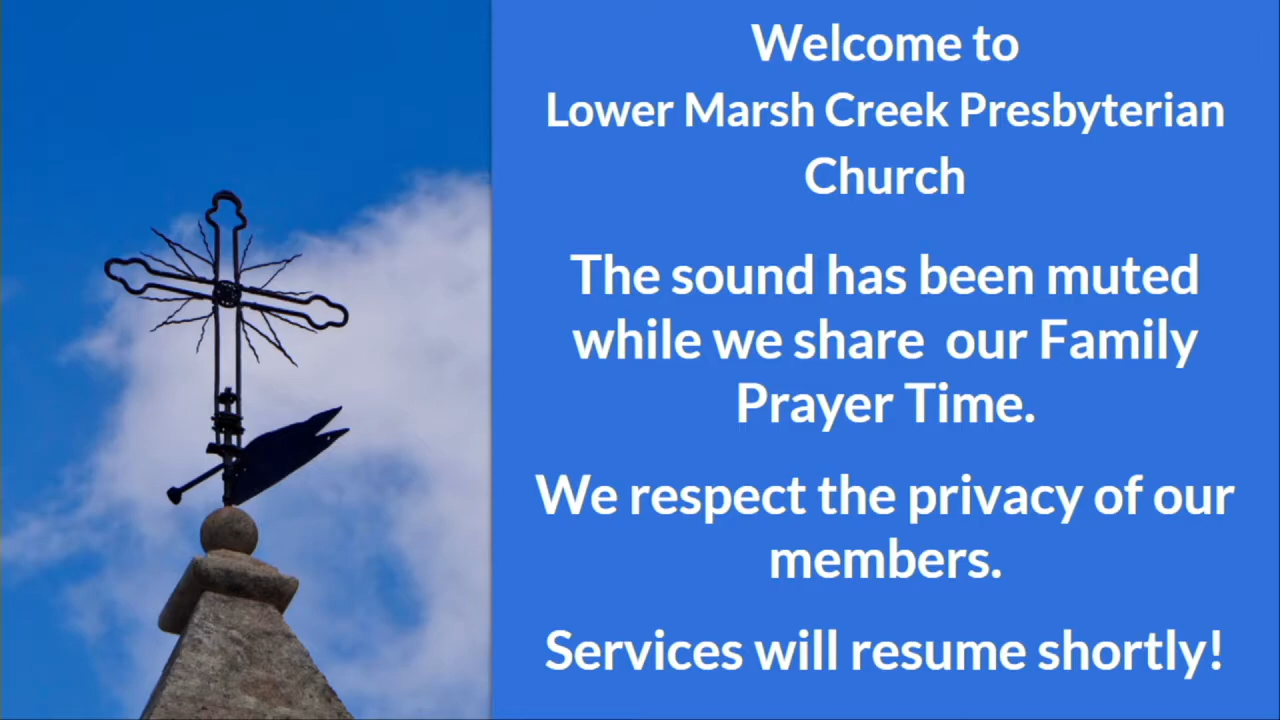 Welcome to
Lower Marsh Creek Presbyterian
Church
The sound has been muted
while we share  our Family
Prayer Time.
We respect the privacy of our
members.
Services will resume shortly!